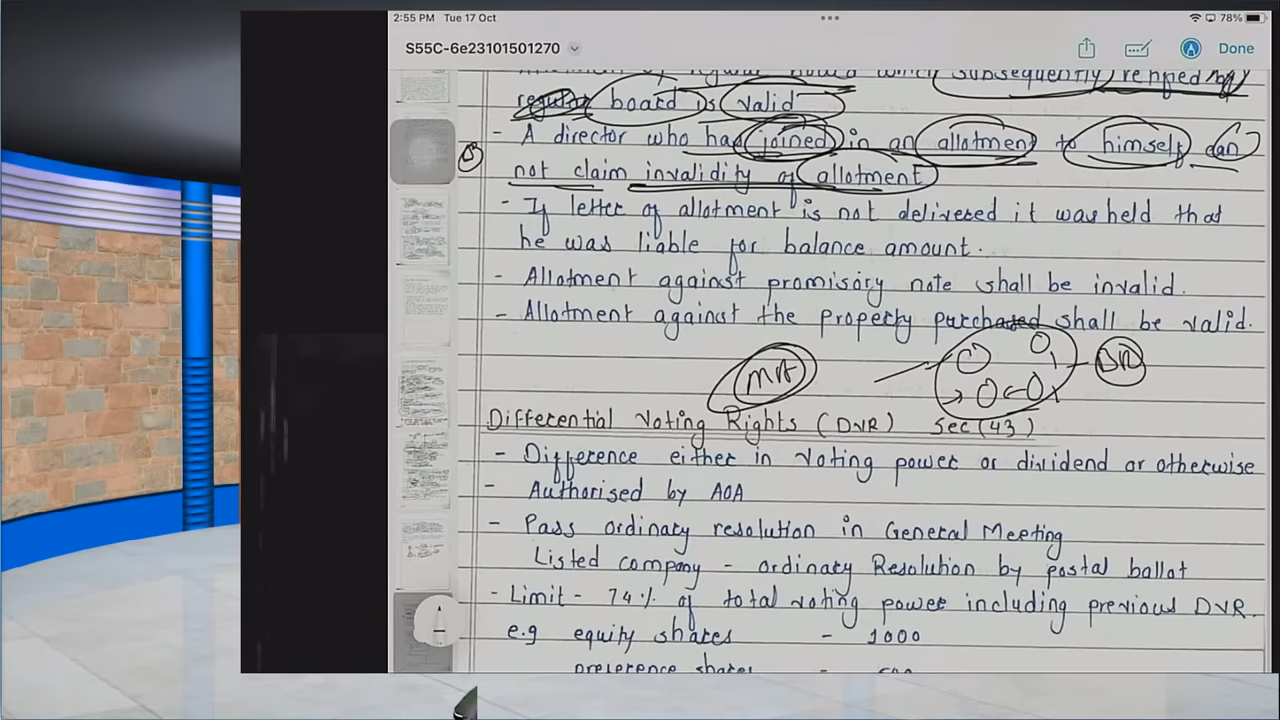 2:55 PM Tue 17 Oct
78%
S55C-6e23101501270
Done
which subsequently
board is valid
- A director who has joined in an allotment to himself can
not claim invalidity of allotment
- If letter of allotment is not delivered it was held that
he was liable for balance amount.
- Allotment against promisory note shall be invalid.
- Allotment against the property purchased shall be valid.
Differential Voting Rights (DVR) Sec (43)
- Difference either in voting power or dividend or otherwise
- Authorised by AOA
- Pass ordinary resolution in General Meeting
Listed company - ordinary Resolution by postal ballot
- Limit - 74% of total voting power including previous DVR.
e.g equity shares - 1000
preference shares -